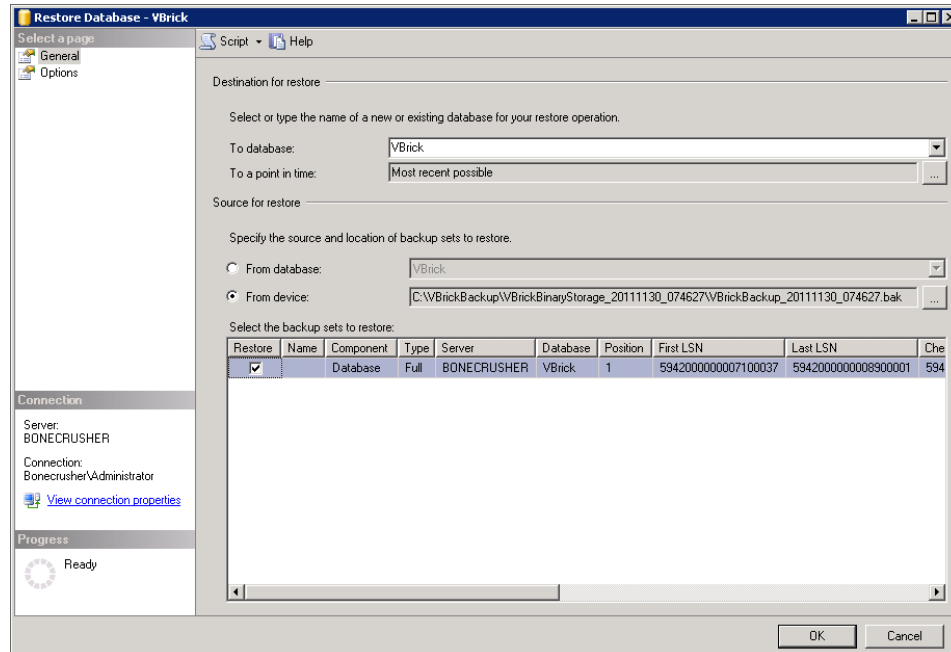 Restore Database - VBrick
Select a page
General
Options
Script Help
Destination for restore
Select or type the name of a new or existing database for your restore operation.
To database: VBrick
To a point in time: Most recent possible ...
Source for restore
Specify the source and location of backup sets to restore.
From database: VBrick
From device: C:\VBrickBackup\VBrickBinaryStorage_20111130_074627\VBrickBackup_20111130_074627.bak ...
Select the backup sets to restore:
Restore Name Component Type Server Database Position First LSN Last LSN Che
Database Full BONECRUSHER VBrick 1 5942000000007100037 5942000000008900001 594
Connection
Server:
BONECRUSHER
Connection:
Bonecrusher\Administrator
View connection properties
Progress
Ready
OK Cancel